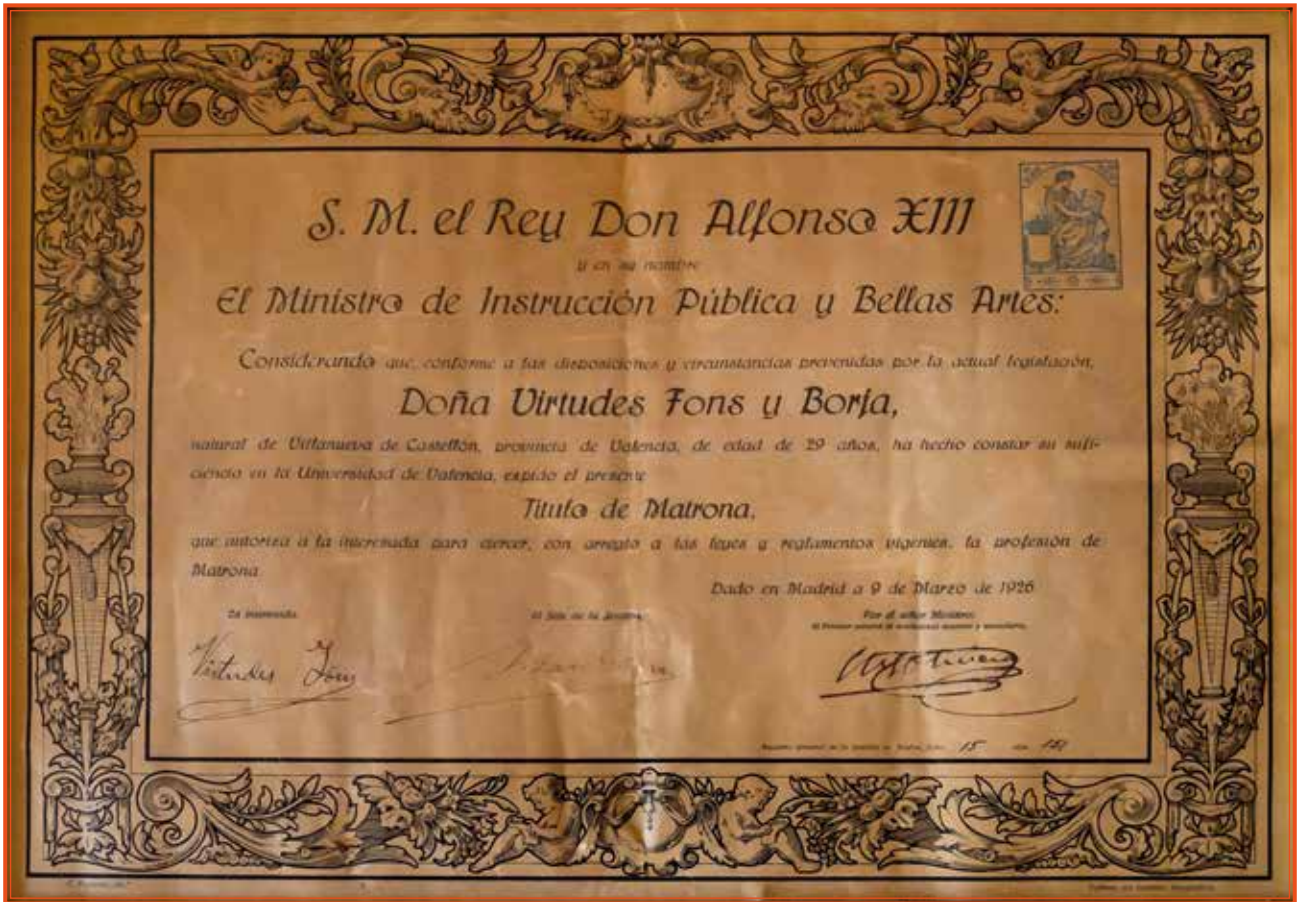 S. M. el Rey Don Alfonso XIII
y en su nombre
El Ministro de Instrucción Pública y Bellas Artes:
Considerando que, conforme a las disposiciones y circunstancias prevenidas por la actual legislación,
Doña Virtudes Fons y Borja,
natural de Villanueva de Castellón, provincia de Valencia, de edad de 29 años, ha hecho constar su sufi-
ciencia en la Universidad de Valencia, expido el presente
Título de Matrona,
que autoriza a la interesada para ejercer, con arreglo a las leyes y reglamentos vigentes, la profesión de
Matrona.
Dado en Madrid a 9 de Marzo de 1926
La interesada, El Jefe de la Sección, Por el señor Ministro:
Virtudes Fons
15 151